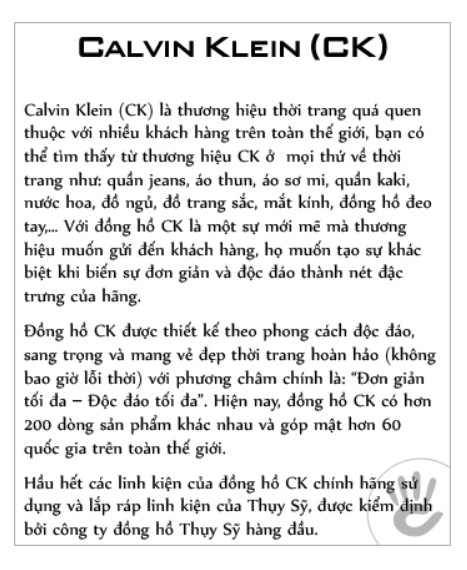 CALVIN KLEIN (CK)
Calvin Klein (CK) là thương hiệu thời trang quá quen
thuộc với nhiều khách hàng trên toàn thế giới, bạn có
thể tìm thấy từ thương hiệu CK ở mọi thứ về thời
trang như: quần jeans, áo thun, áo sơ mi, quần kaki,
nước hoa, đồ ngủ, đồ trang sắc, mắt kính, đồng hồ đeo
tay,... Với đồng hồ CK là một sự mới mẽ mà thương
hiệu muốn gửi đến khách hàng, họ muốn tạo sự khác
biệt khi biến sự đơn giản và độc đáo thành nét đặc
trưng của hãng.
Đồng hồ CK được thiết kế theo phong cách độc đáo,
sang trọng và mang vẻ đẹp thời trang hoàn hảo (không
bao giờ lỗi thời) với phương châm chính là: "Đơn giản
tối đa – Độc đáo tối đa". Hiện nay, đồng hồ CK có hơn
200 dòng sản phẩm khác nhau và góp mặt hơn 60
quốc gia trên toàn thế giới.
Hầu hết các linh kiện của đồng hồ CK chính hãng sử
dụng và lắp ráp linh kiện của Thụy Sỹ, được kiểm định
bởi công ty đồng hồ Thụy Sỹ hàng đầu.